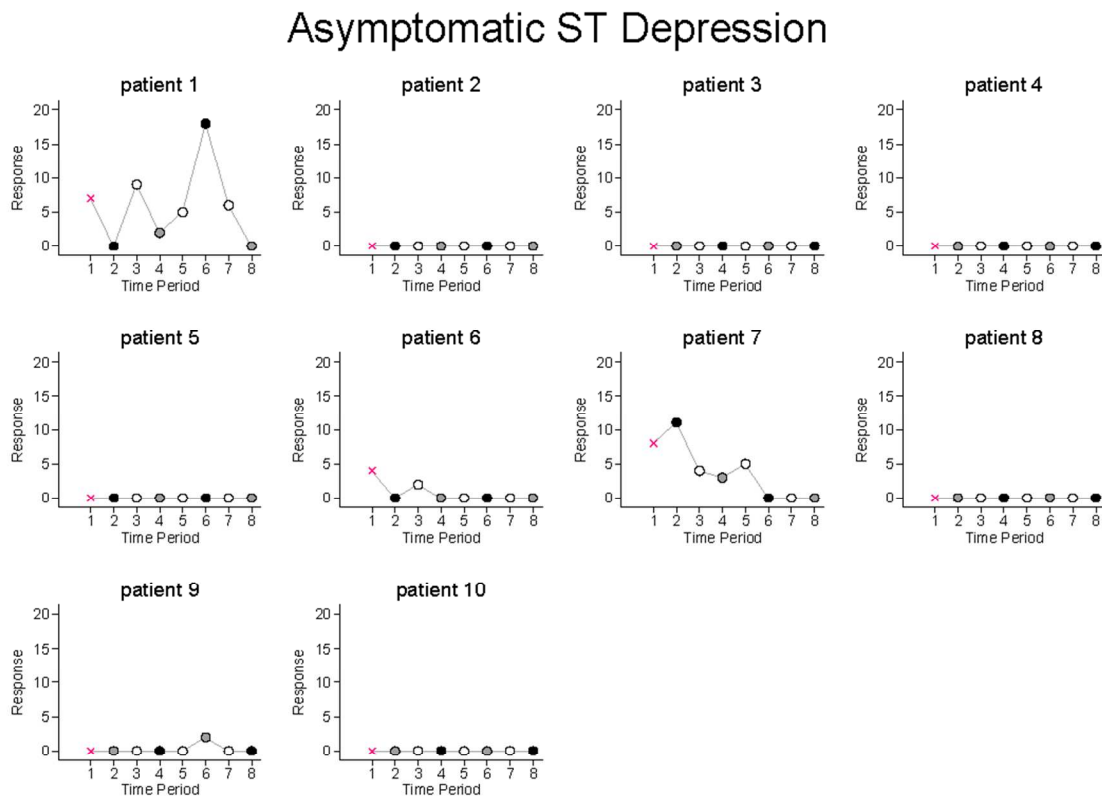 Asymptomatic ST Depression
patient 1
20
15
10
5
0
Response
1 2 3 4 5 6 7 8
Time Period
patient 2
20
15
10
5
0
Response
1 2 3 4 5 6 7 8
Time Period
patient 3
20
15
10
5
0
Response
1 2 3 4 5 6 7 8
Time Period
patient 4
20
15
10
5
0
Response
1 2 3 4 5 6 7 8
Time Period
patient 5
20
15
10
5
0
Response
1 2 3 4 5 6 7 8
Time Period
patient 6
20
15
10
5
0
Response
1 2 3 4 5 6 7 8
Time Period
patient 7
20
15
10
5
0
Response
1 2 3 4 5 6 7 8
Time Period
patient 8
20
15
10
5
0
Response
1 2 3 4 5 6 7 8
Time Period
patient 9
20
15
10
5
0
Response
1 2 3 4 5 6 7 8
Time Period
patient 10
20
15
10
5
0
Response
1 2 3 4 5 6 7 8
Time Period